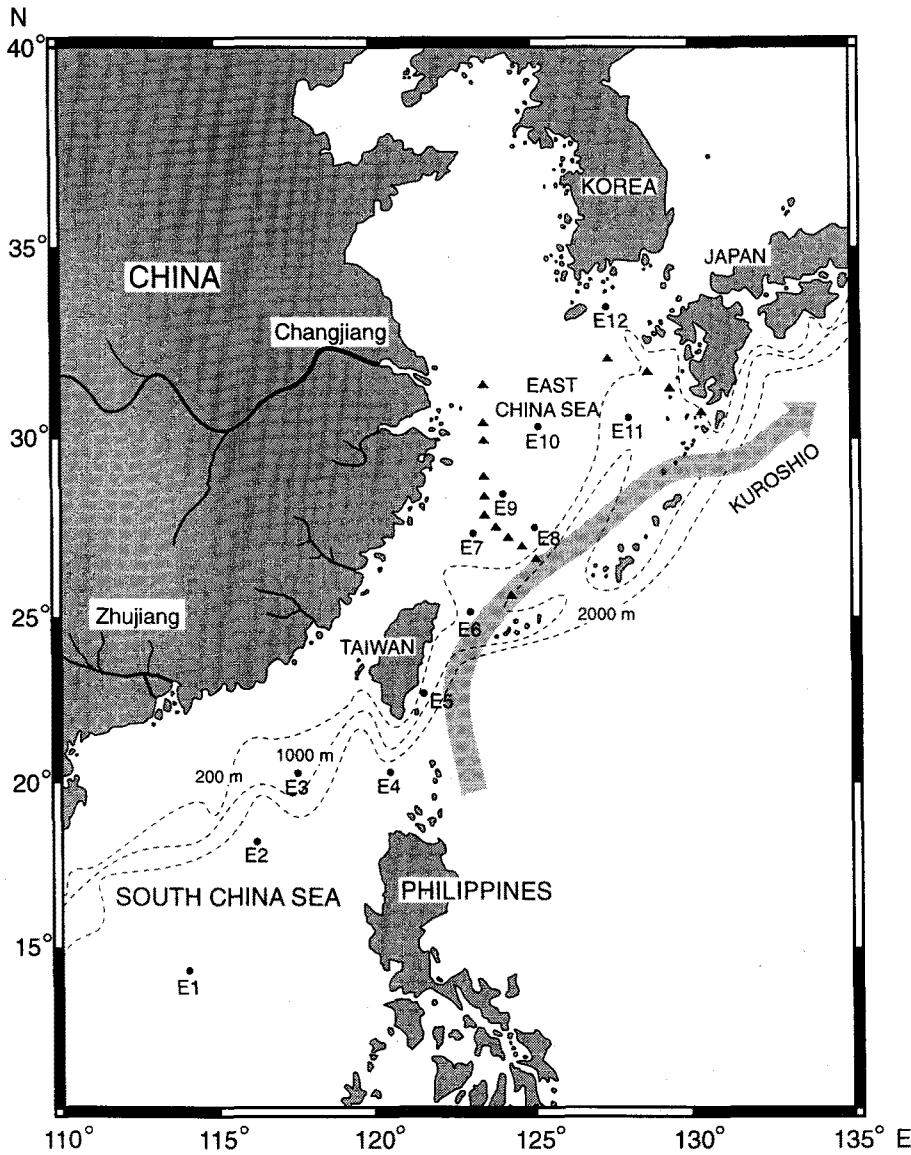 N
40°
KOREA
35°
JAPAN
CHINA
Changjiang
E12
EAST
CHINA SEA
30°
E10
E11
KUROSHIO
E9
E7
E8
25°
Zhujiang
E6
2000 m
TAIWAN
E5
1000 m
200 m
20°
E3
E4
E2
SOUTH CHINA SEA
PHILIPPINES
15°
E1
110°
115°
120°
125°
130°
135° E